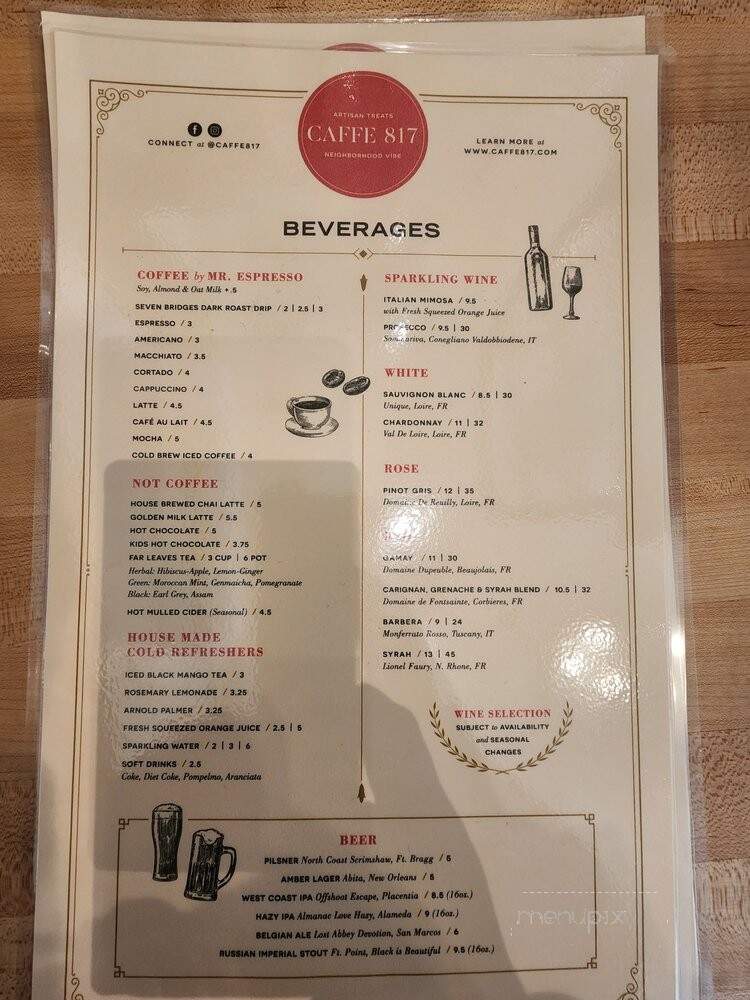 ARTISAN TREATS
CAFFE 817
NEIGHBORHOOD VIBE
CONNECT at @CAFFE817
LEARN MORE at
WWW.CAFFE817.COM
BEVERAGES
COFFEE by MR. ESPRESSO
Soy, Almond & Oat Milk +.5
SEVEN BRIDGES DARK ROAST DRIP / 2 | 2.5 | 3
ESPRESSO / 3
AMERICANO / 3
MACCHIATO / 3.5
CORTADO / 4
CAPPUCCINO / 4
LATTE / 4.5
CAFÉ AU LAIT / 4.5
MOCHA / 5
COLD BREW ICED COFFEE / 4
NOT COFFEE
HOUSE BREWED CHAI LATTE / 5
GOLDEN MILK LATTE / 5.5
HOT CHOCOLATE / 5
KIDS HOT CHOCOLATE / 3.75
FAR LEAVES TEA / 3 CUP | 6 POT
Herbal: Hibiscus-Apple, Lemon-Ginger
Green: Moroccan Mint, Genmaicha, Pomegranate
Black: Earl Grey, Assam
HOT MULLED CIDER (Seasonal) / 4.5
HOUSE MADE
COLD REFRESHERS
ICED BLACK MANGO TEA / 3
ROSEMARY LEMONADE / 3.25
ARNOLD PALMER / 3.25
FRESH SQUEEZED ORANGE JUICE / 2.5 | 5
SPARKLING WATER / 2 | 3 | 6
SOFT DRINKS / 2.5
Coke, Diet Coke, Pompelmo, Aranciata
SPARKLING WINE
ITALIAN MIMOSA / 9.5
with Fresh Squeezed Orange Juice
PROSECCO / 9.5 | 30
Sommariva, Conegliano Valdobbiodene, IT
WHITE
SAUVIGNON BLANC / 8.5 | 30
Unique, Loire, FR
CHARDONNAY / 11 | 32
Val De Loire, Loire, FR
ROSE
PINOT GRIS / 12 | 35
Domaine De Reuilly, Loire, FR
GAMAY / 11 | 30
Domaine Dupeuble, Beaujolais, FR
CARIGNAN, GRENACHE & SYRAH BLEND / 10.5 | 32
Domaine de Fontsainte, Corbieres, FR
BARBERA / 9 | 24
Monferrato Rosso, Tuscany, IT
SYRAH / 13 | 45
Lionel Faury, N. Rhone, FR
WINE SELECTION
SUBJECT to AVAILABILITY
and SEASONAL
CHANGES
BEER
PILSNER North Coast Scrimshaw, Ft. Bragg / 5
AMBER LAGER Abita, New Orleans / 5
WEST COAST IPA Offshoot Escape, Placentia / 8.5 (16oz.)
HAZY IPA Almanac Love Hazy, Alameda / 9 (16oz.)
BELGIAN ALE Lost Abbey Devotion, San Marcos / 6
RUSSIAN IMPERIAL STOUT Ft. Point, Black is Beautiful / 9.5 (16oz.)
menupix